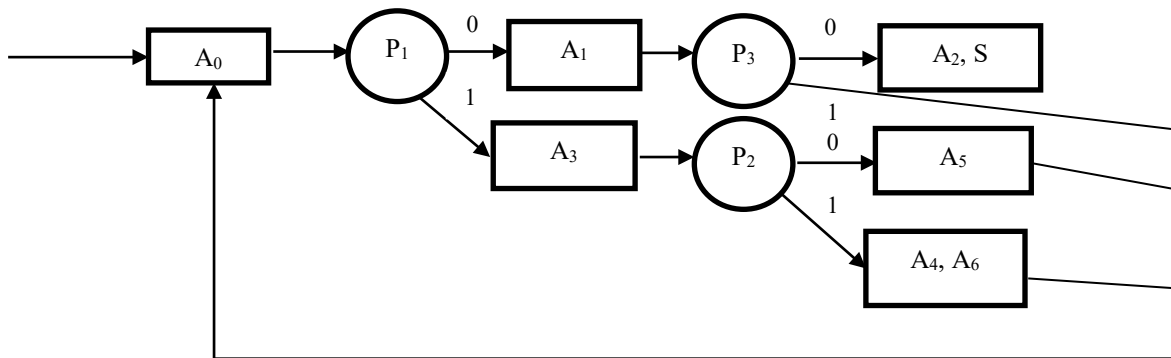 0
0
A₀
P₁
A₁
P₃
A₂, S
1
1
0
A₃
P₂
A₅
1
A₄, A₆